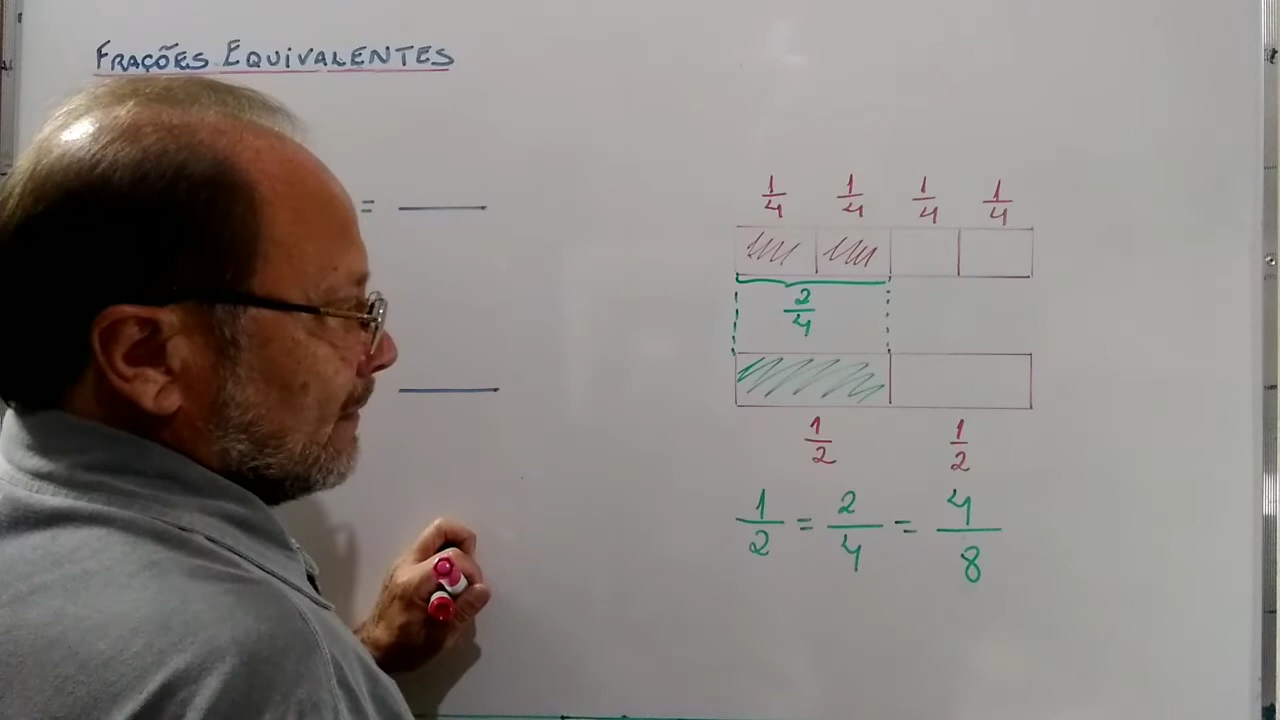 FRAÇÕES EQUIVALENTES
= ___
1/4 1/4 1/4 1/4
2/4
1/2 1/2
1/2 = 2/4 = 4/8